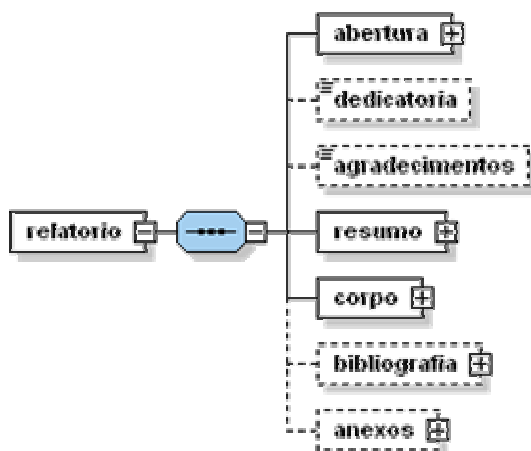 abertura
dedicatoria
agradecimentos
relatorio
resumo
corpo
bibliografia
anexos